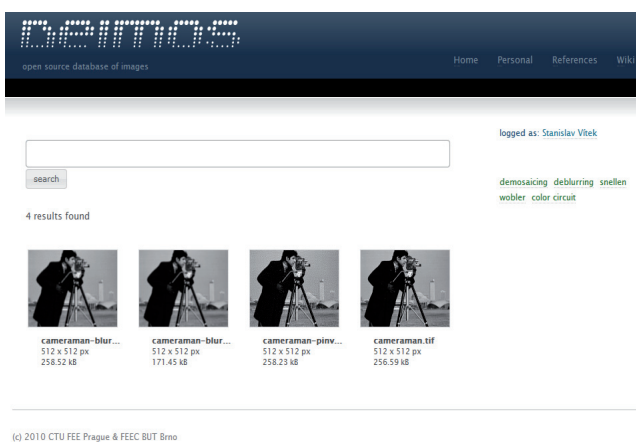 DEIMOS
open source database of images
Home Personal References Wiki
logged as: Stanislav Vítek
search
demosaicing deblurring snellen
wobler color circuit
4 results found
cameraman-blur... cameraman-blur... cameraman-pinv... cameraman.tif
512 x 512 px 512 x 512 px 512 x 512 px 512 x 512 px
258.52 kB 171.45 kB 258.23 kB 256.59 kB
(c) 2010 CTU FEE Prague & FEEC BUT Brno